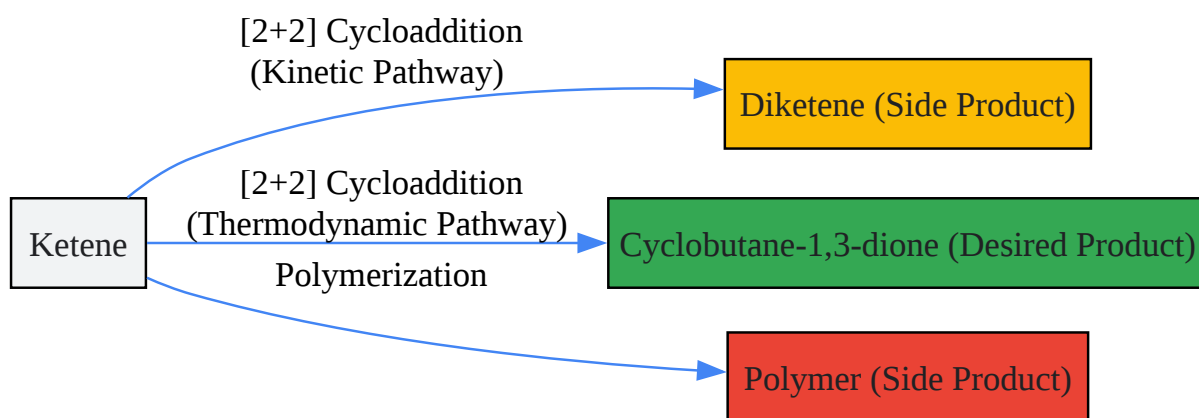 [2+2] Cycloaddition
(Kinetic Pathway)
Diketene (Side Product)
[2+2] Cycloaddition
(Thermodynamic Pathway)
Ketene
Cyclobutane-1,3-dione (Desired Product)
Polymerization
Polymer (Side Product)